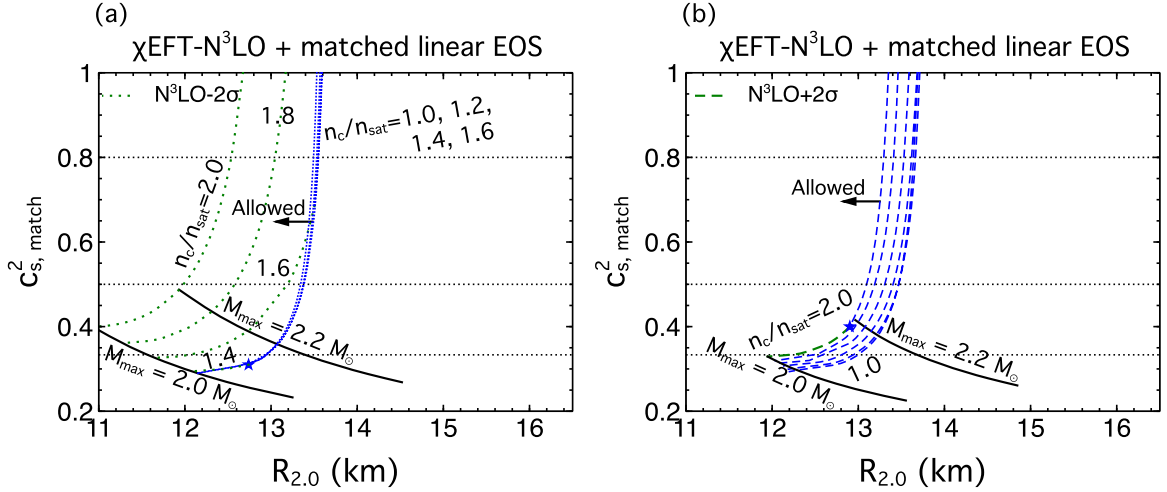 (a)
χEFT-N³LO + matched linear EOS
N³LO-2σ
1.8
n_c/n_sat=1.0, 1.2,
1.4, 1.6
n_c/n_sat=2.0
Allowed
1.6
M_max = 2.2 M_⊙
1.4
M_max = 2.0 M_⊙
c²_s, match
1
0.8
0.6
0.4
0.2
11 12 13 14 15 16
R_2.0 (km)
(b)
χEFT-N³LO + matched linear EOS
N³LO+2σ
Allowed
n_c/n_sat=2.0
M_max = 2.2 M_⊙
1.0
M_max = 2.0 M_⊙
c²_s, match
1
0.8
0.6
0.4
0.2
11 12 13 14 15 16
R_2.0 (km)